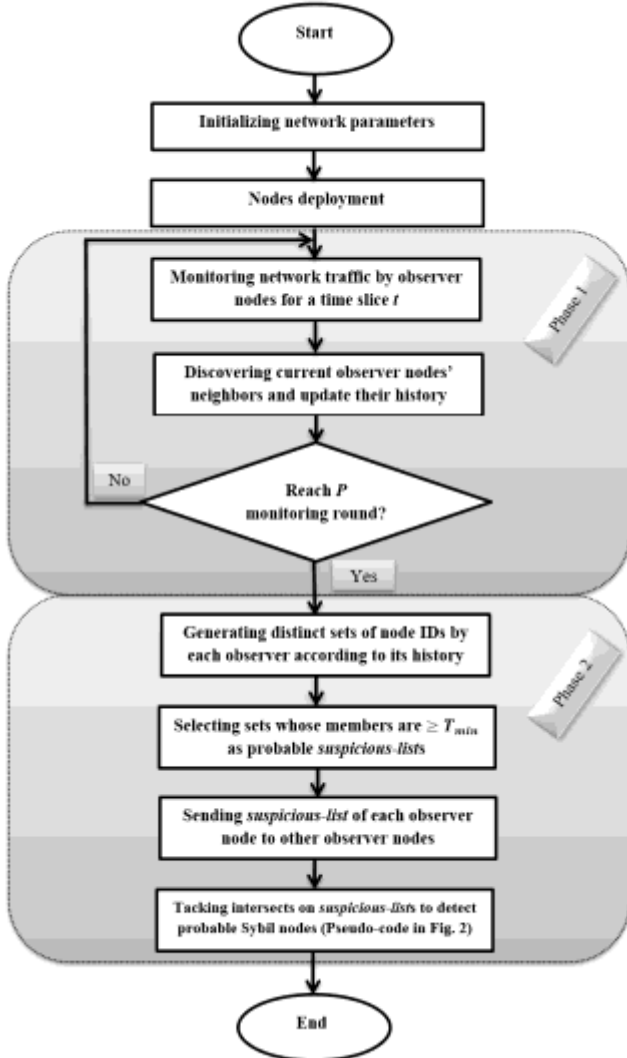 Start
Initializing network parameters
Nodes deployment
Monitoring network traffic by observer
nodes for a time slice t
Phase 1
Discovering current observer nodes'
neighbors and update their history
No
Reach P
monitoring round?
Yes
Generating distinct sets of node IDs by
each observer according to its history
Phase 2
Selecting sets whose members are ≥ Tmin
as probable suspicious-lists
Sending suspicious-list of each observer
node to other observer nodes
Tacking intersects on suspicious-lists to detect
probable Sybil nodes (Pseudo-code in Fig. 2)
End